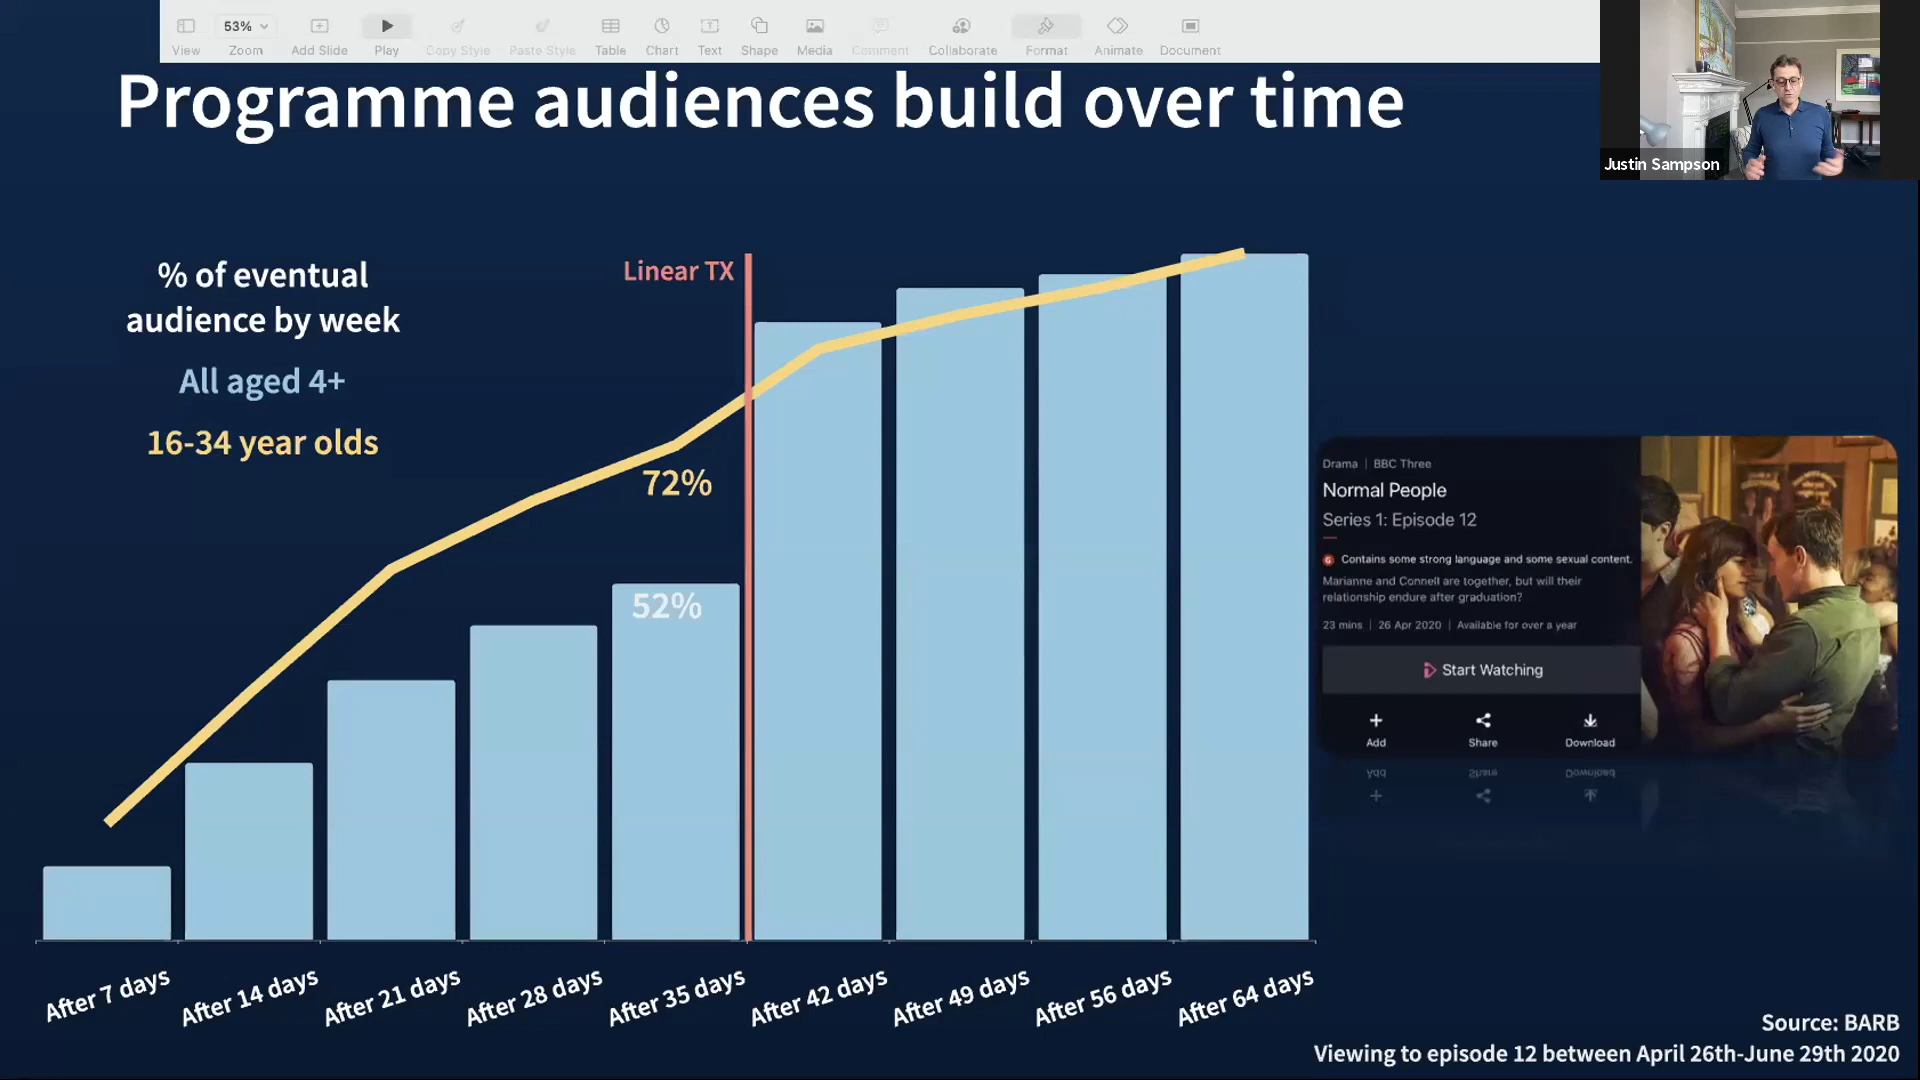 53%
View
Zoom
Add Slide
Play
Copy Style
Paste Style
Table
Chart
Text
Shape
Media
Comment
Collaborate
Format
Animate
Document
Justin Sampson
Programme audiences build over time
% of eventual
audience by week
All aged 4+
16-34 year olds
Linear TX
72%
52%
Drama | BBC Three
Normal People
Series 1: Episode 12
G Contains some strong language and some sexual content.
Marianne and Connell are together, but will their
relationship endure after graduation?
23 mins | 26 Apr 2020 | Available for over a year
Start Watching
Add
Share
Download
After 7 days
After 14 days
After 21 days
After 28 days
After 35 days
After 42 days
After 49 days
After 56 days
After 64 days
Source: BARB
Viewing to episode 12 between April 26th-June 29th 2020